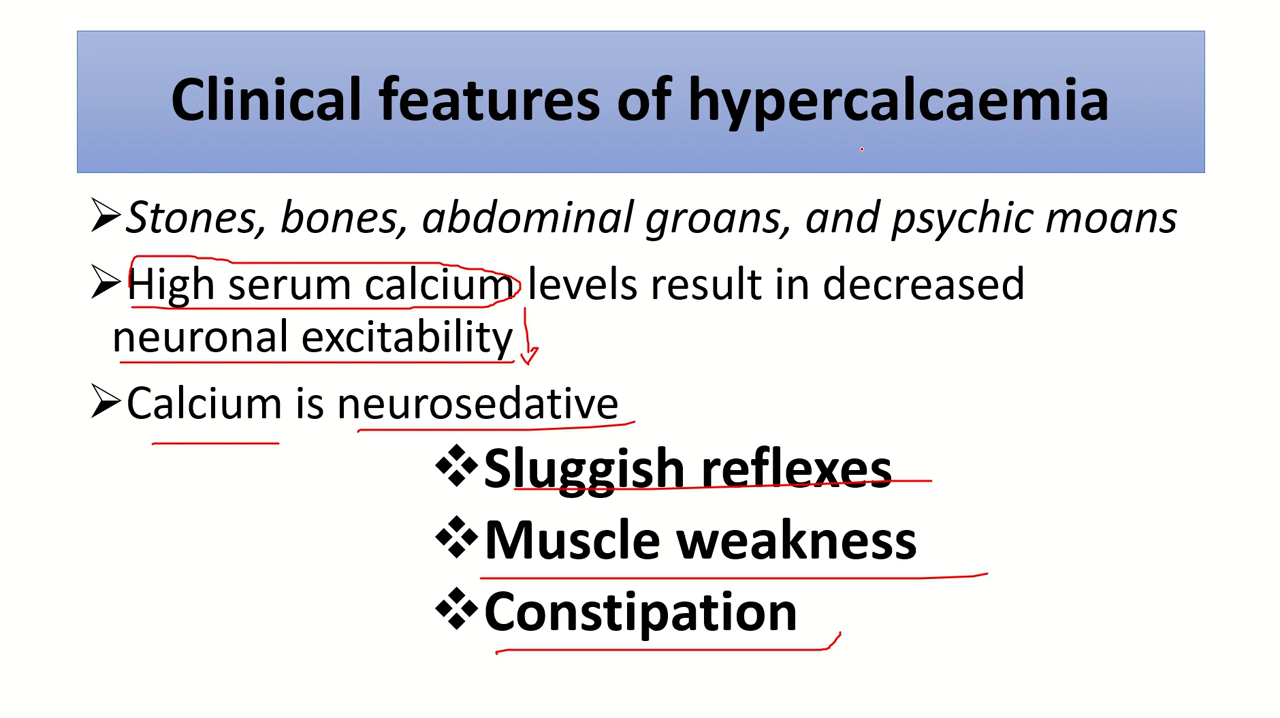 Clinical features of hypercalcaemia
Stones, bones, abdominal groans, and psychic moans
High serum calcium levels result in decreased
neuronal excitability
Calcium is neurosedative
Sluggish reflexes
Muscle weakness
Constipation